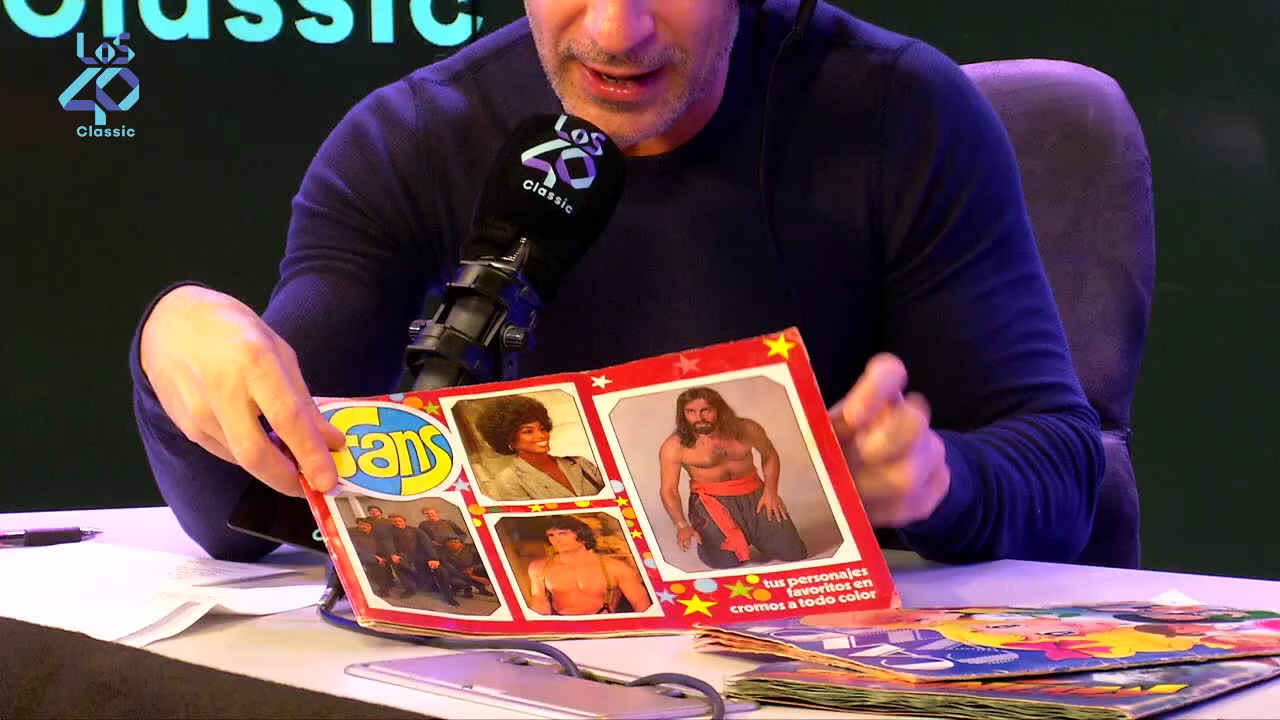 Classic
LOS
40
Classic
LOS
40
Classic
fans
tus personajes
favoritos en
cromos a todo color